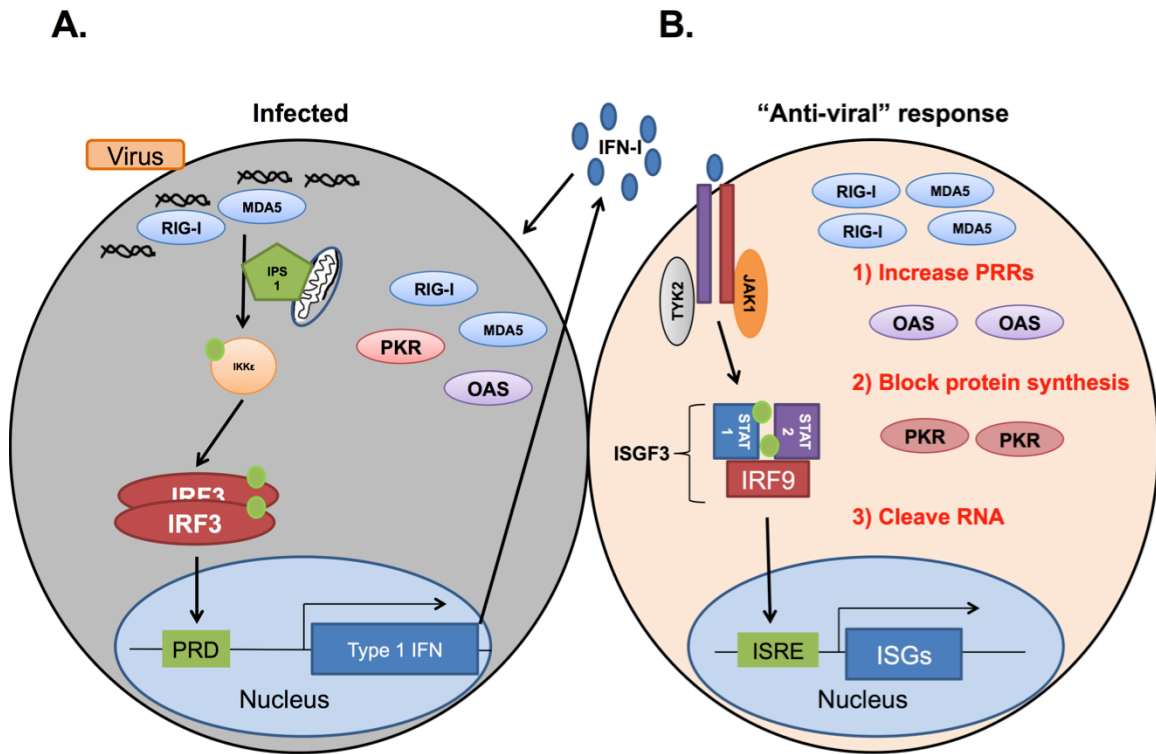 A.
B.
Infected
"Anti-viral" response
Virus
IFN-I
MDA5
RIG-I
IPS
1
RIG-I
MDA5
PKR
OAS
IKKε
IRF3
IRF3
PRD
Type 1 IFN
Nucleus
RIG-I
MDA5
RIG-I
MDA5
1) Increase PRRs
TYK2
JAK1
OAS
OAS
2) Block protein synthesis
STAT
1
STAT
2
ISGF3
IRF9
PKR
PKR
3) Cleave RNA
ISRE
ISGs
Nucleus